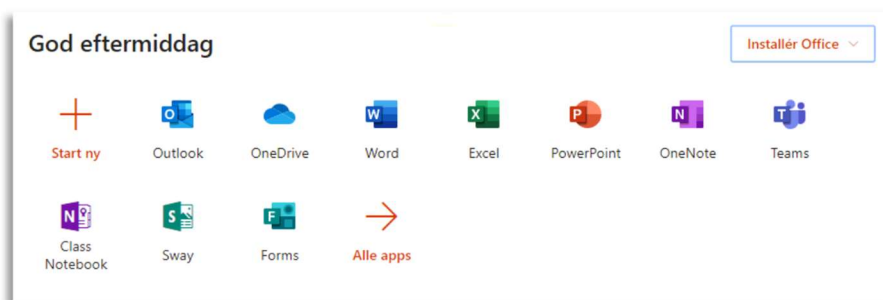 God eftermiddag
Installér Office
Start ny
Outlook
OneDrive
Word
Excel
PowerPoint
OneNote
Teams
Class
Notebook
Sway
Forms
Alle apps